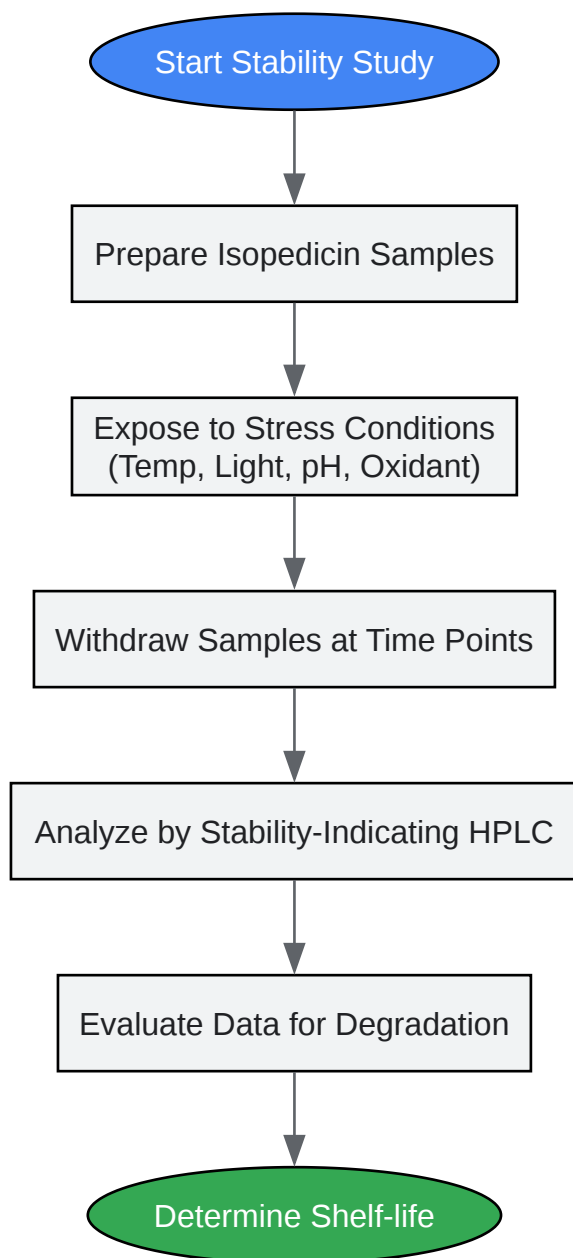 Start Stability Study
Prepare Isopedicin Samples
Expose to Stress Conditions
(Temp, Light, pH, Oxidant)
Withdraw Samples at Time Points
Analyze by Stability-Indicating HPLC
Evaluate Data for Degradation
Determine Shelf-life